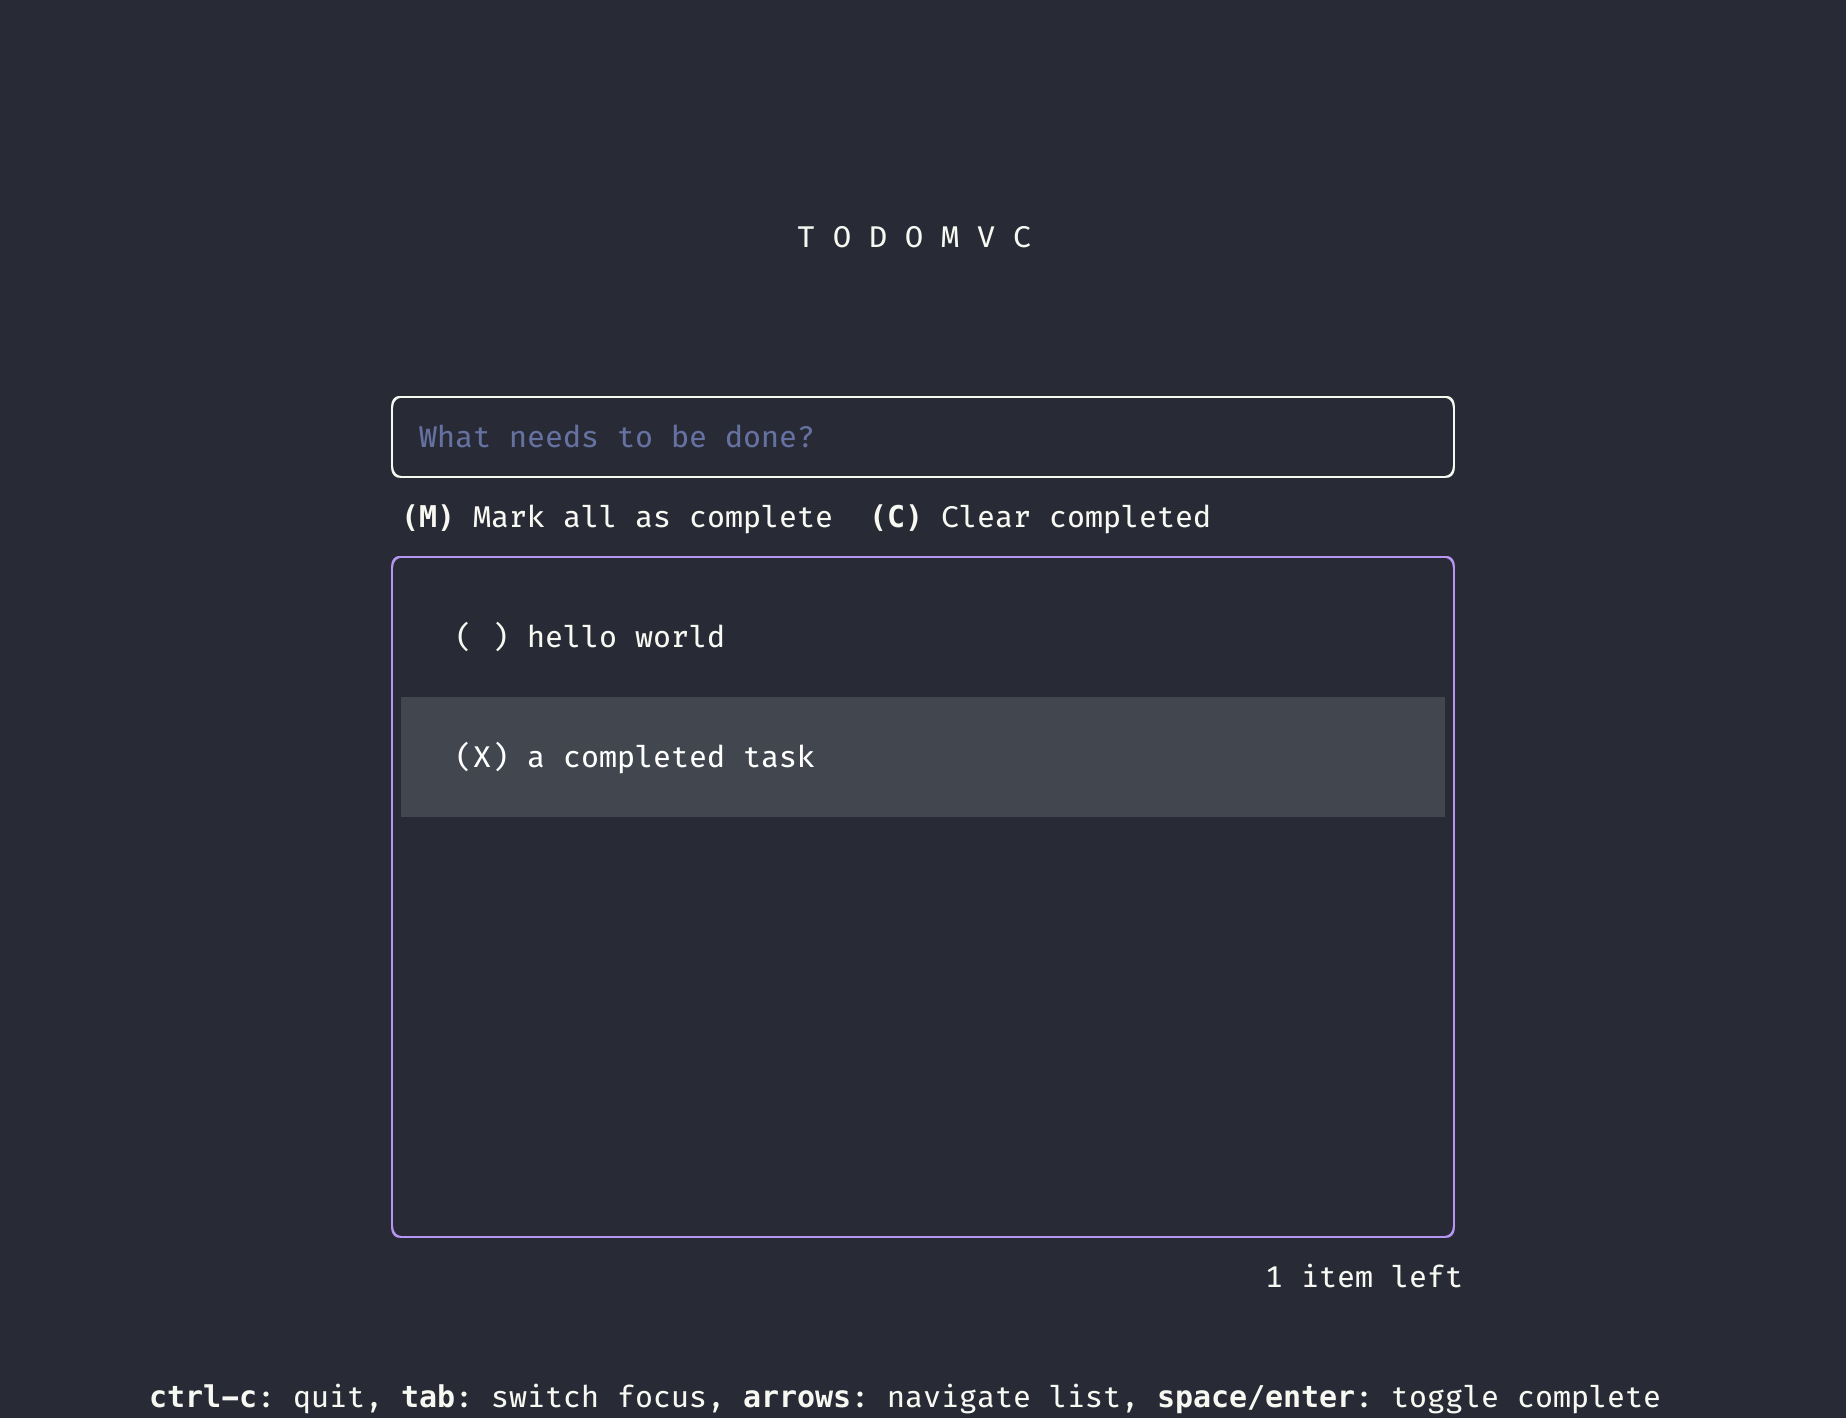 T O D O M V C
What needs to be done?
(M) Mark all as complete  (C) Clear completed
( ) hello world
(X) a completed task
1 item left
ctrl-c: quit, tab: switch focus, arrows: navigate list, space/enter: toggle complete